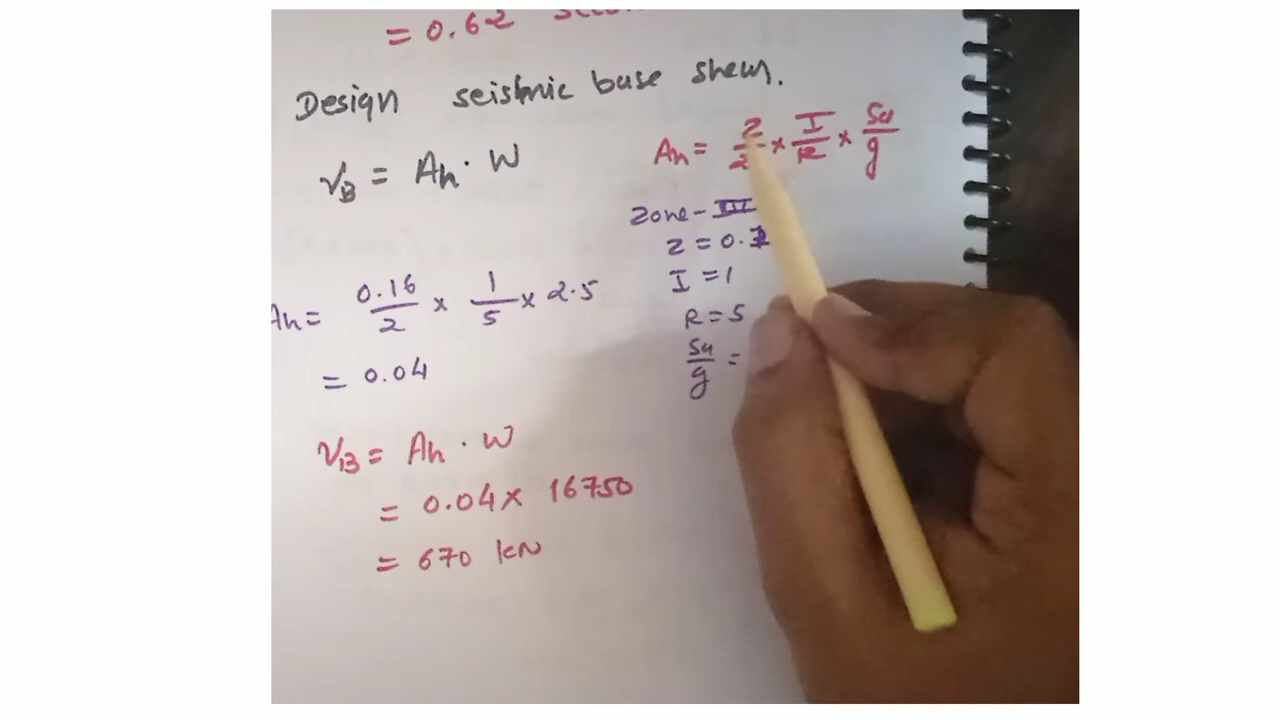 = 0.62
Design seismic base shear.
VB = Ah · W
Ah = Z/2 × I/R × Sa/g
Zone - III
Z = 0.
I = 1
R = 5
Sa/g =
Ah = 0.16/2 × 1/5 × 2.5
= 0.04
VB = Ah · W
= 0.04 × 16750
= 670 kN